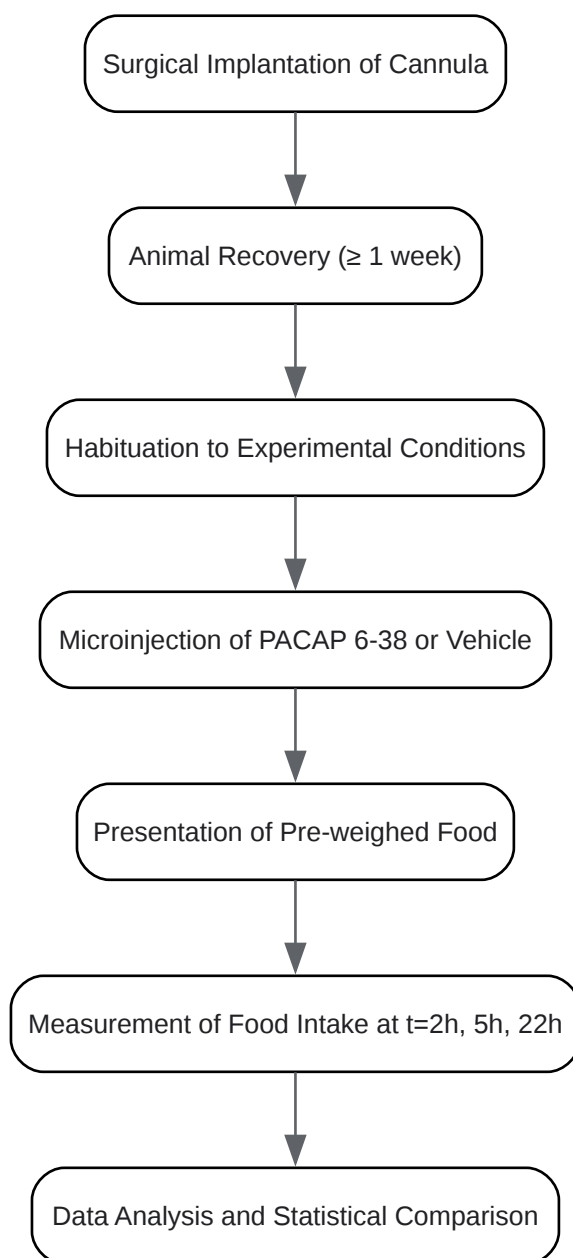 Surgical Implantation of Cannula
Animal Recovery (≥ 1 week)
Habituation to Experimental Conditions
Microinjection of PACAP 6-38 or Vehicle
Presentation of Pre-weighed Food
Measurement of Food Intake at t=2h, 5h, 22h
Data Analysis and Statistical Comparison